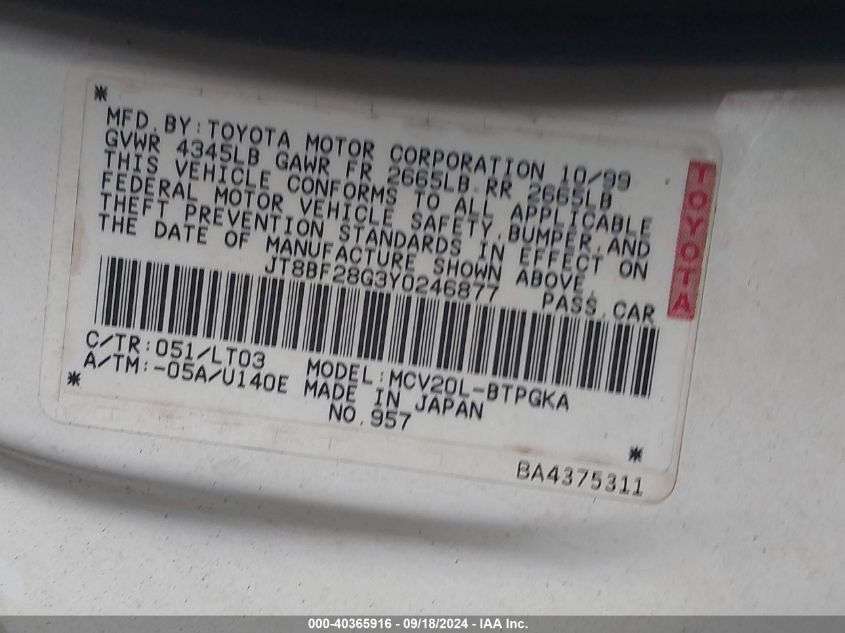 *
MFD. BY: TOYOTA MOTOR CORPORATION 10/99
GVWR 4345LB GAWR FR 2665LB RR 2665LB
THIS VEHICLE CONFORMS TO ALL APPLICABLE
FEDERAL MOTOR VEHICLE SAFETY, BUMPER, AND
THEFT PREVENTION STANDARDS IN EFFECT ON
THE DATE OF MANUFACTURE SHOWN ABOVE.
JT8BF28G3Y0246877 PASS. CAR
TOYOTA
C/TR: 051/LT03 MODEL: MCV20L-BTPGKA
A/TM: -05A/U140E MADE IN JAPAN
* NO. 957 *
BA4375311
000-40365916 - 09/18/2024 - IAA Inc.